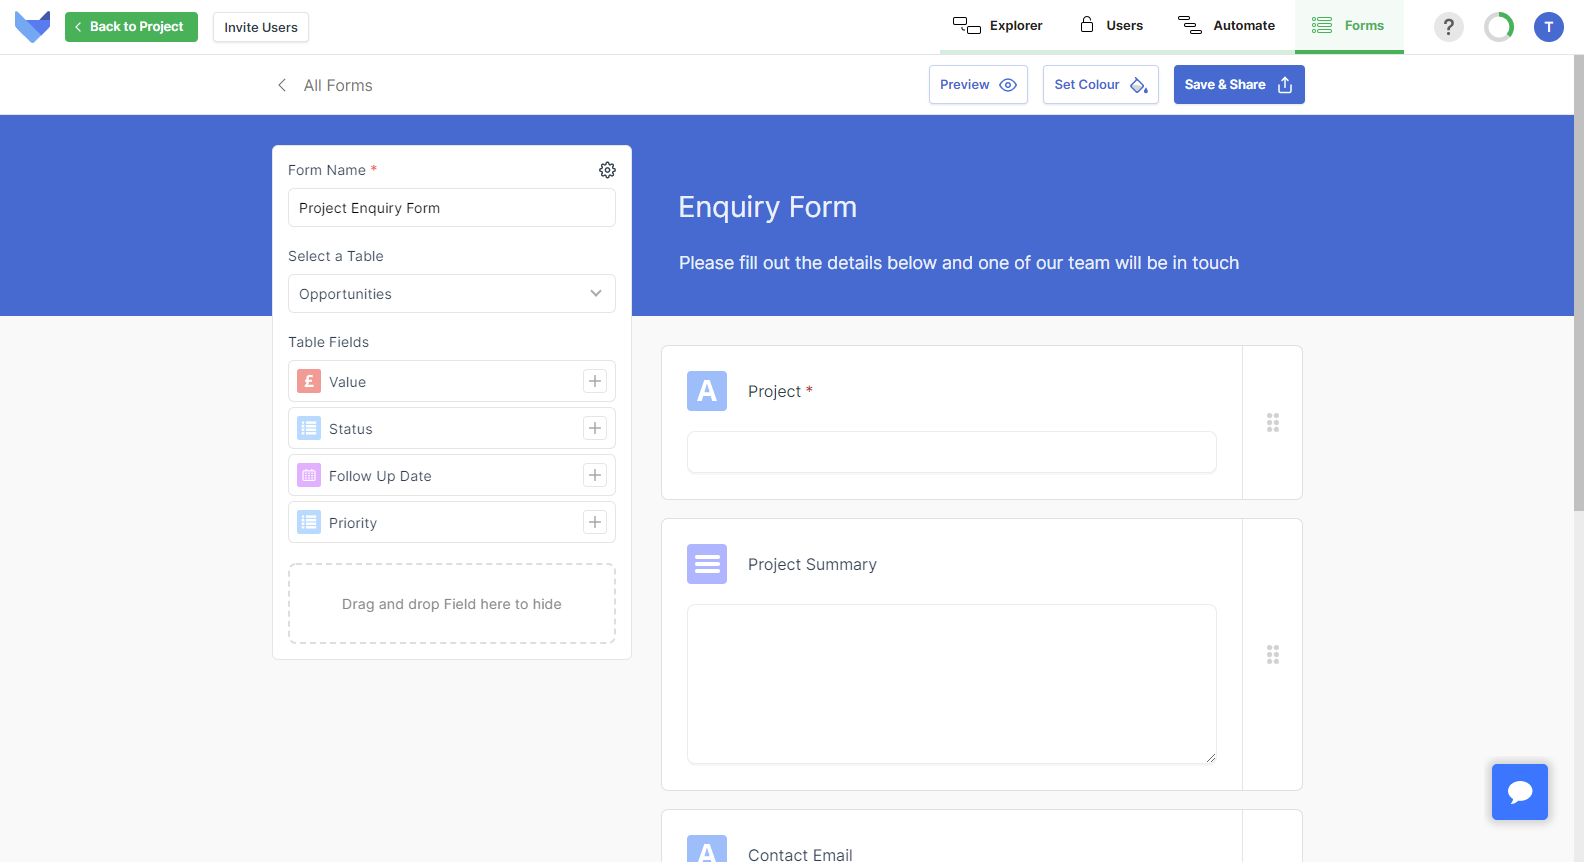 Back to Project
Invite Users
Explorer
Users
Automate
Forms
?
T
All Forms
Preview
Set Colour
Save & Share
Form Name *
Project Enquiry Form
Select a Table
Opportunities
Table Fields
£ Value
Status
Follow Up Date
Priority
Drag and drop Field here to hide
Enquiry Form
Please fill out the details below and one of our team will be in touch
A Project *
Project Summary
A Contact Email